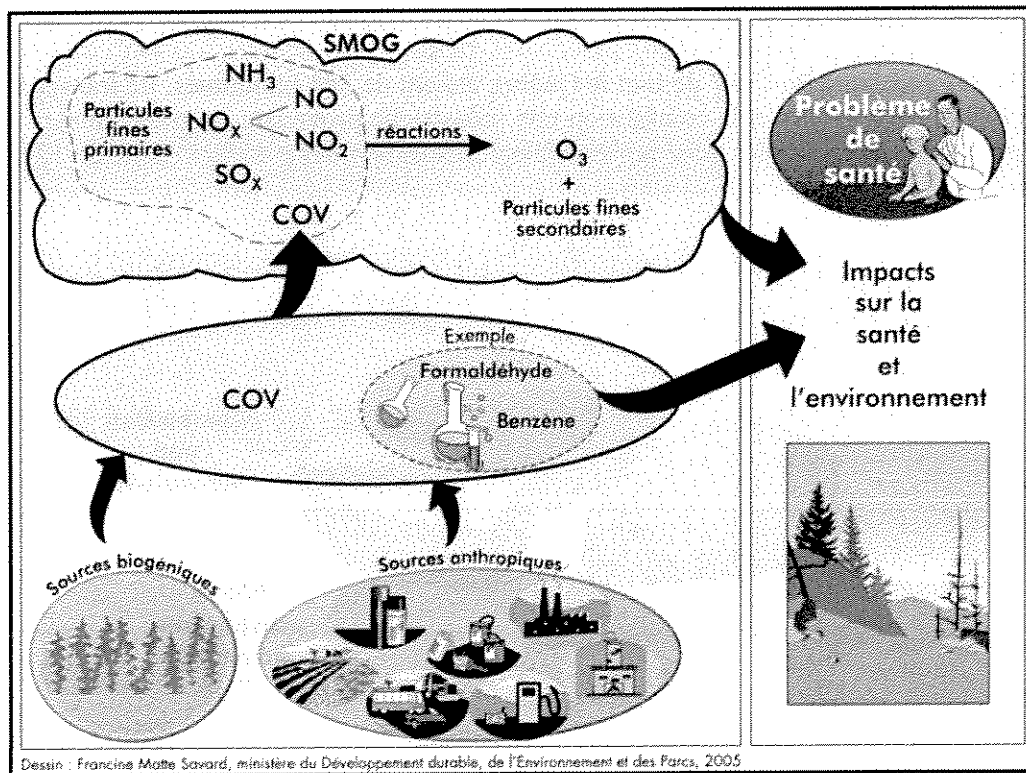 SMOG
NH₃
Particules
fines
primaires
NOₓ
NO
NO₂
SOₓ
COV
réactions
O₃
+
Particules fines
secondaires
COV
Exemple
Formaldéhyde
Benzène
Sources biogéniques
Sources anthropiques
Problème
de
santé
Impacts
sur la
santé
et
l'environnement
Dessin : Francine Matte Savard, ministère du Développement durable, de l'Environnement et des Parcs, 2005